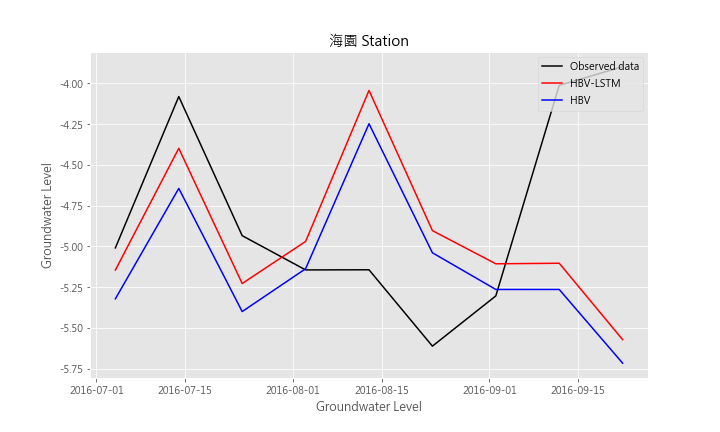 海園 Station
Observed data
HBV-LSTM
HBV
Groundwater Level
-4.00
-4.25
-4.50
-4.75
-5.00
-5.25
-5.50
-5.75
2016-07-01
2016-07-15
2016-08-01
2016-08-15
2016-09-01
2016-09-15
Groundwater Level